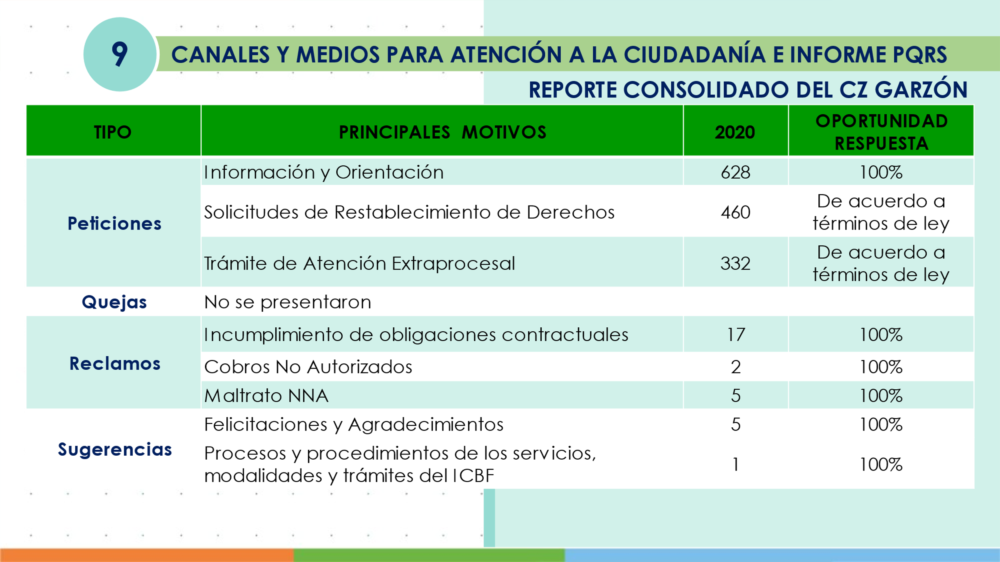 9
CANALES Y MEDIOS PARA ATENCIÓN A LA CIUDADANÍA E INFORME PQRS
REPORTE CONSOLIDADO DEL CZ GARZÓN
TIPO
PRINCIPALES MOTIVOS
2020
OPORTUNIDAD
RESPUESTA
Peticiones
Información y Orientación
628
100%
Solicitudes de Restablecimiento de Derechos
460
De acuerdo a
términos de ley
Trámite de Atención Extraprocesal
332
De acuerdo a
términos de ley
Quejas
No se presentaron
Reclamos
Incumplimiento de obligaciones contractuales
17
100%
Cobros No Autorizados
2
100%
Maltrato NNA
5
100%
Sugerencias
Felicitaciones y Agradecimientos
5
100%
Procesos y procedimientos de los servicios,
modalidades y trámites del ICBF
1
100%